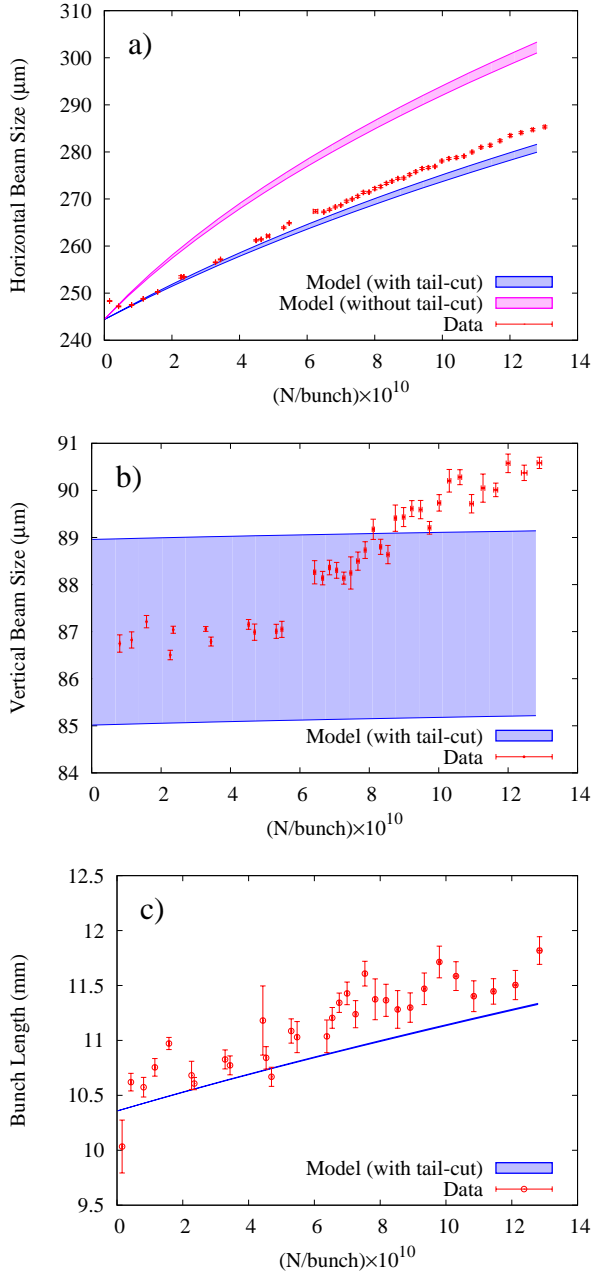 a)
Horizontal Beam Size (μm)
310
300
290
280
270
260
250
240
Model (with tail-cut)
Model (without tail-cut)
Data
0 2 4 6 8 10 12 14
(N/bunch)×10^10
b)
Vertical Beam Size (μm)
91
90
89
88
87
86
85
84
Model (with tail-cut)
Data
0 2 4 6 8 10 12 14
(N/bunch)×10^10
c)
Bunch Length (mm)
12.5
12
11.5
11
10.5
10
9.5
Model (with tail-cut)
Data
0 2 4 6 8 10 12 14
(N/bunch)×10^10